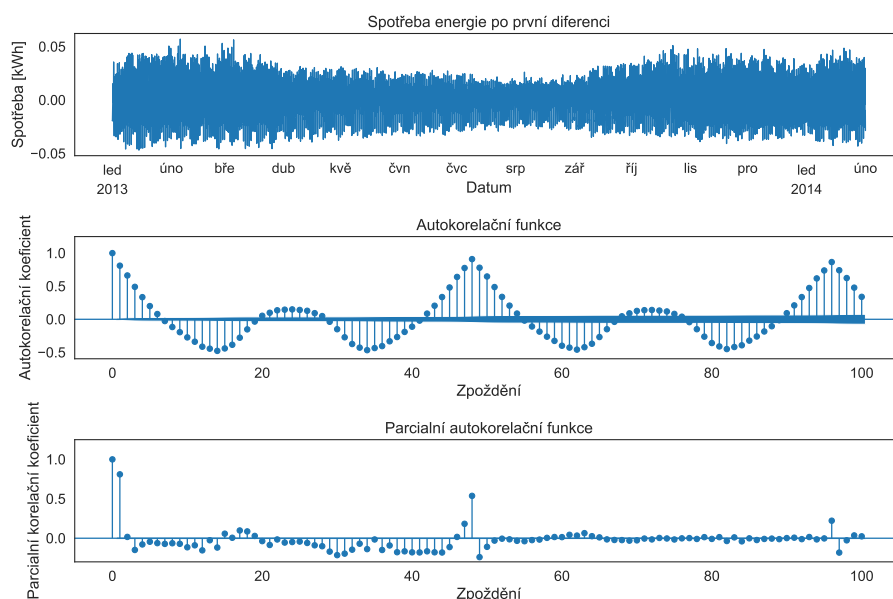 Spotřeba energie po první diferenci
Spotřeba [kWh]
0.05
0.00
−0.05
led
2013
úno
bře
dub
kvě
čvn
čvc
srp
zář
říj
lis
pro
led
2014
úno
Datum
Autokorelační funkce
Autokorelační koeficient
1.0
0.5
0.0
−0.5
0 20 40 60 80 100
Zpoždění
Parcialní autokorelační funkce
Parcialní korelační koeficient
1.0
0.5
0.0
0 20 40 60 80 100
Zpoždění